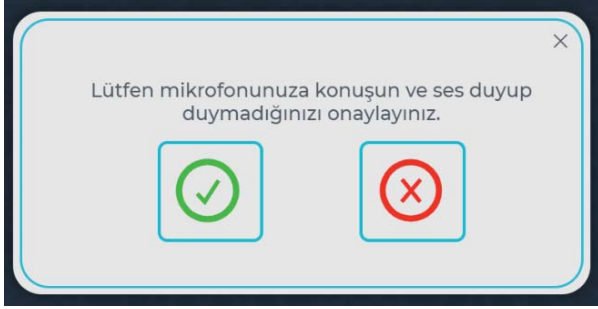 Lütfen mikrofonunuza konuşun ve ses duyup
duymadığınızı onaylayınız.